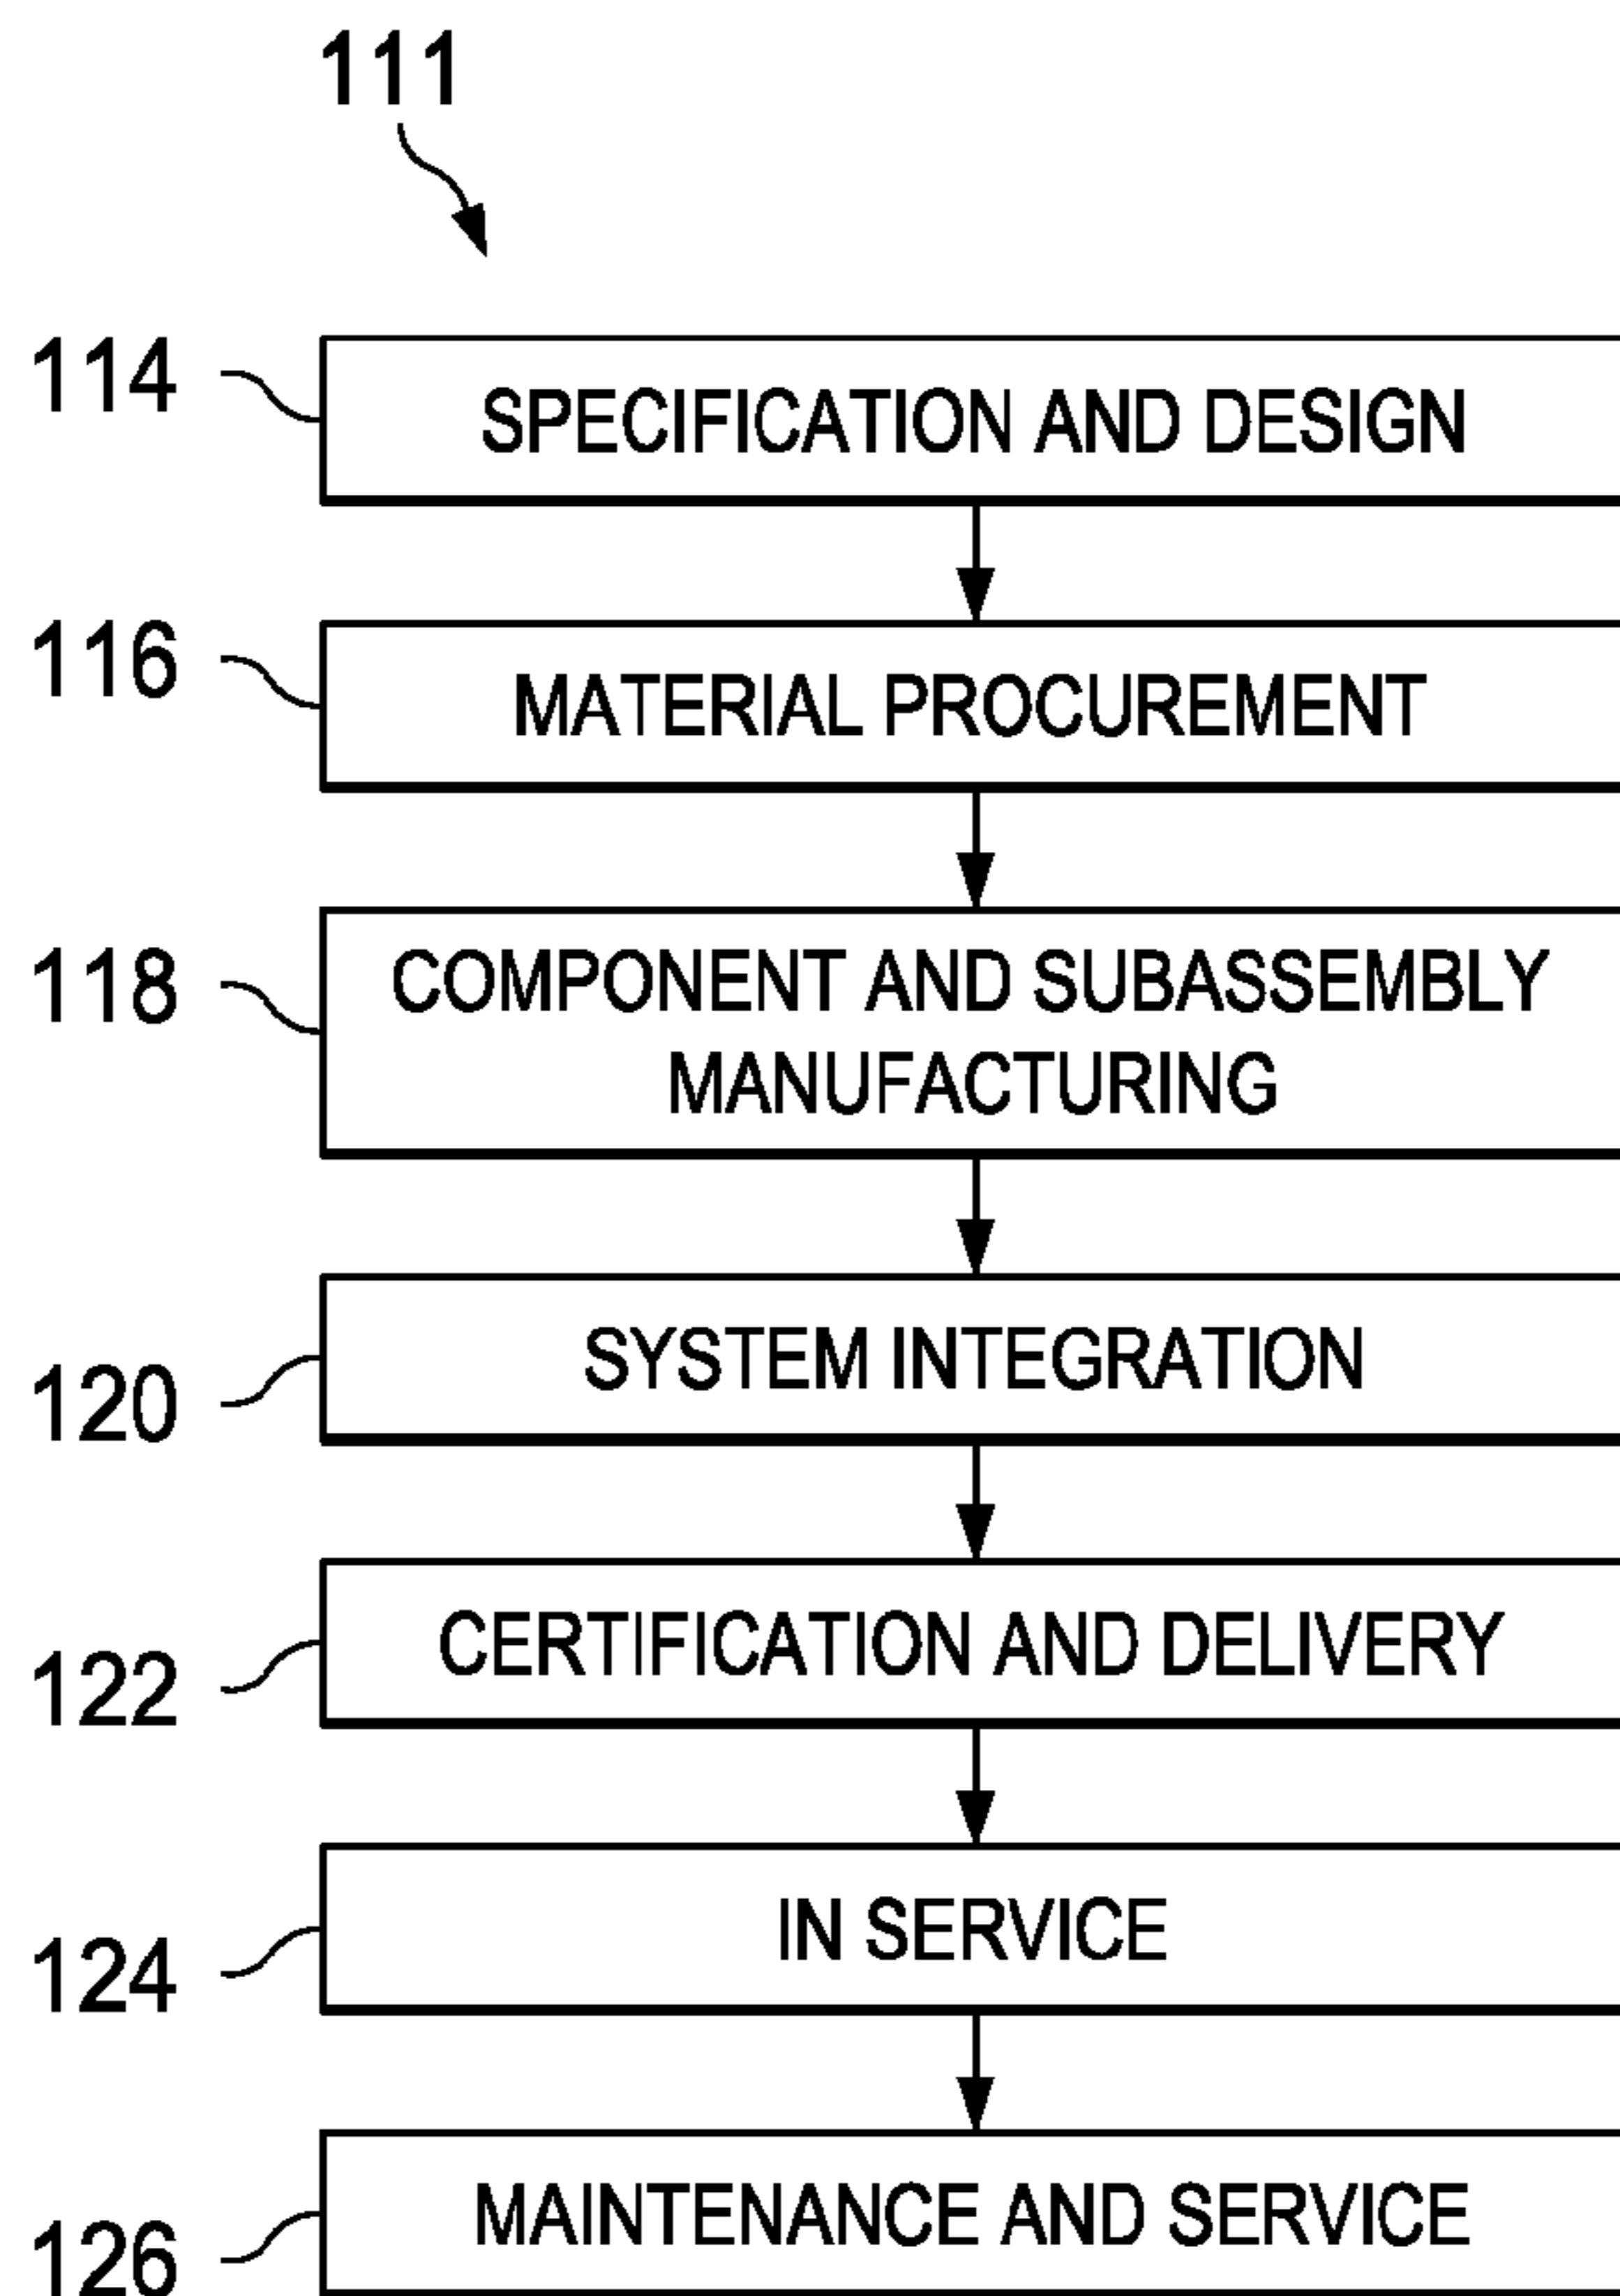 111
114
SPECIFICATION AND DESIGN
116
MATERIAL PROCUREMENT
118
COMPONENT AND SUBASSEMBLY
MANUFACTURING
120
SYSTEM INTEGRATION
122
CERTIFICATION AND DELIVERY
124
IN SERVICE
126
MAINTENANCE AND SERVICE